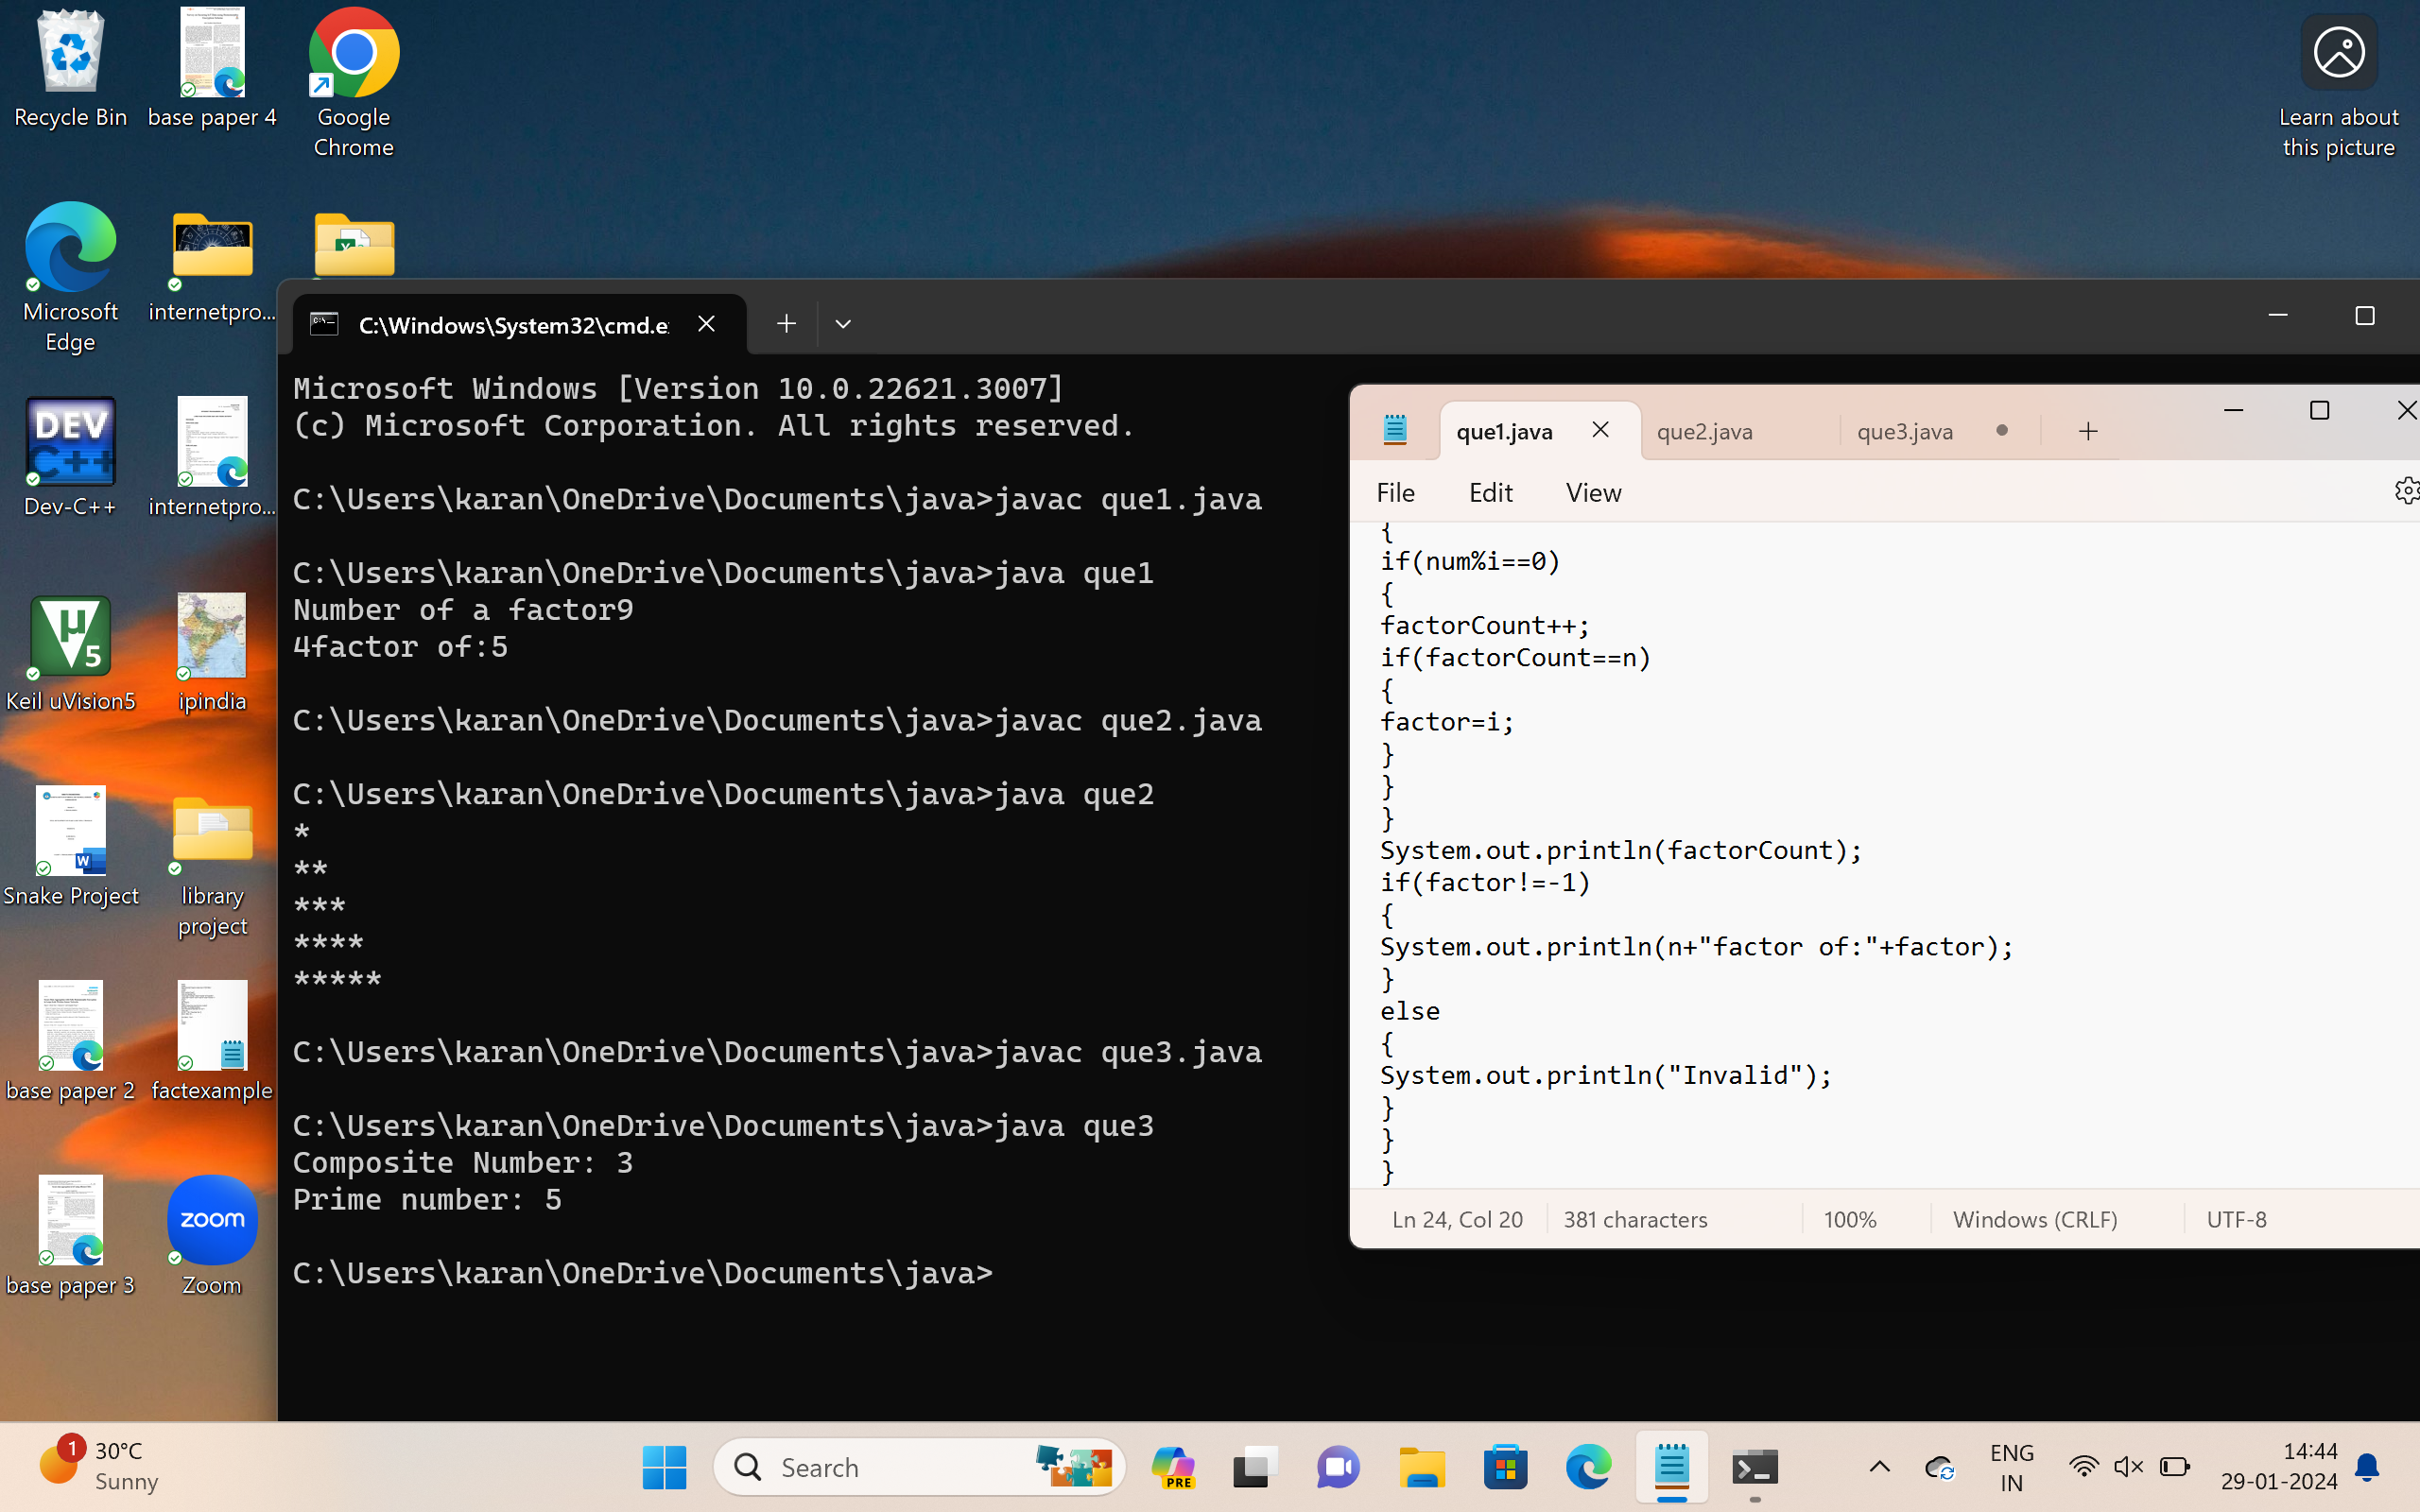 Recycle Bin
base paper 4
Google
Chrome
Learn about
this picture
Microsoft
Edge
internetpro...
DEV
C++
Dev-C++
internetpro...
µ
5
Keil uVision5
ipindia
W
Snake Project
library
project
base paper 2
factexample
base paper 3
zoom
Zoom
C:\Windows\System32\cmd.e
Microsoft Windows [Version 10.0.22621.3007]
(c) Microsoft Corporation. All rights reserved.
C:\Users\karan\OneDrive\Documents\java>javac que1.java
C:\Users\karan\OneDrive\Documents\java>java que1
Number of a factor9
4factor of:5
C:\Users\karan\OneDrive\Documents\java>javac que2.java
C:\Users\karan\OneDrive\Documents\java>java que2
*
**
***
****
*****
C:\Users\karan\OneDrive\Documents\java>javac que3.java
C:\Users\karan\OneDrive\Documents\java>java que3
Composite Number: 3
Prime number: 5
C:\Users\karan\OneDrive\Documents\java>
que1.java
que2.java
que3.java
File Edit View
{
if(num%i==0)
{
factorCount++;
if(factorCount==n)
{
factor=i;
}
}
}
System.out.println(factorCount);
if(factor!=-1)
{
System.out.println(n+"factor of:"+factor);
}
else
{
System.out.println("Invalid");
}
}
}
Ln 24, Col 20 381 characters 100% Windows (CRLF) UTF-8
1
30°C
Sunny
Search
PRE
ENG
IN
14:44
29-01-2024